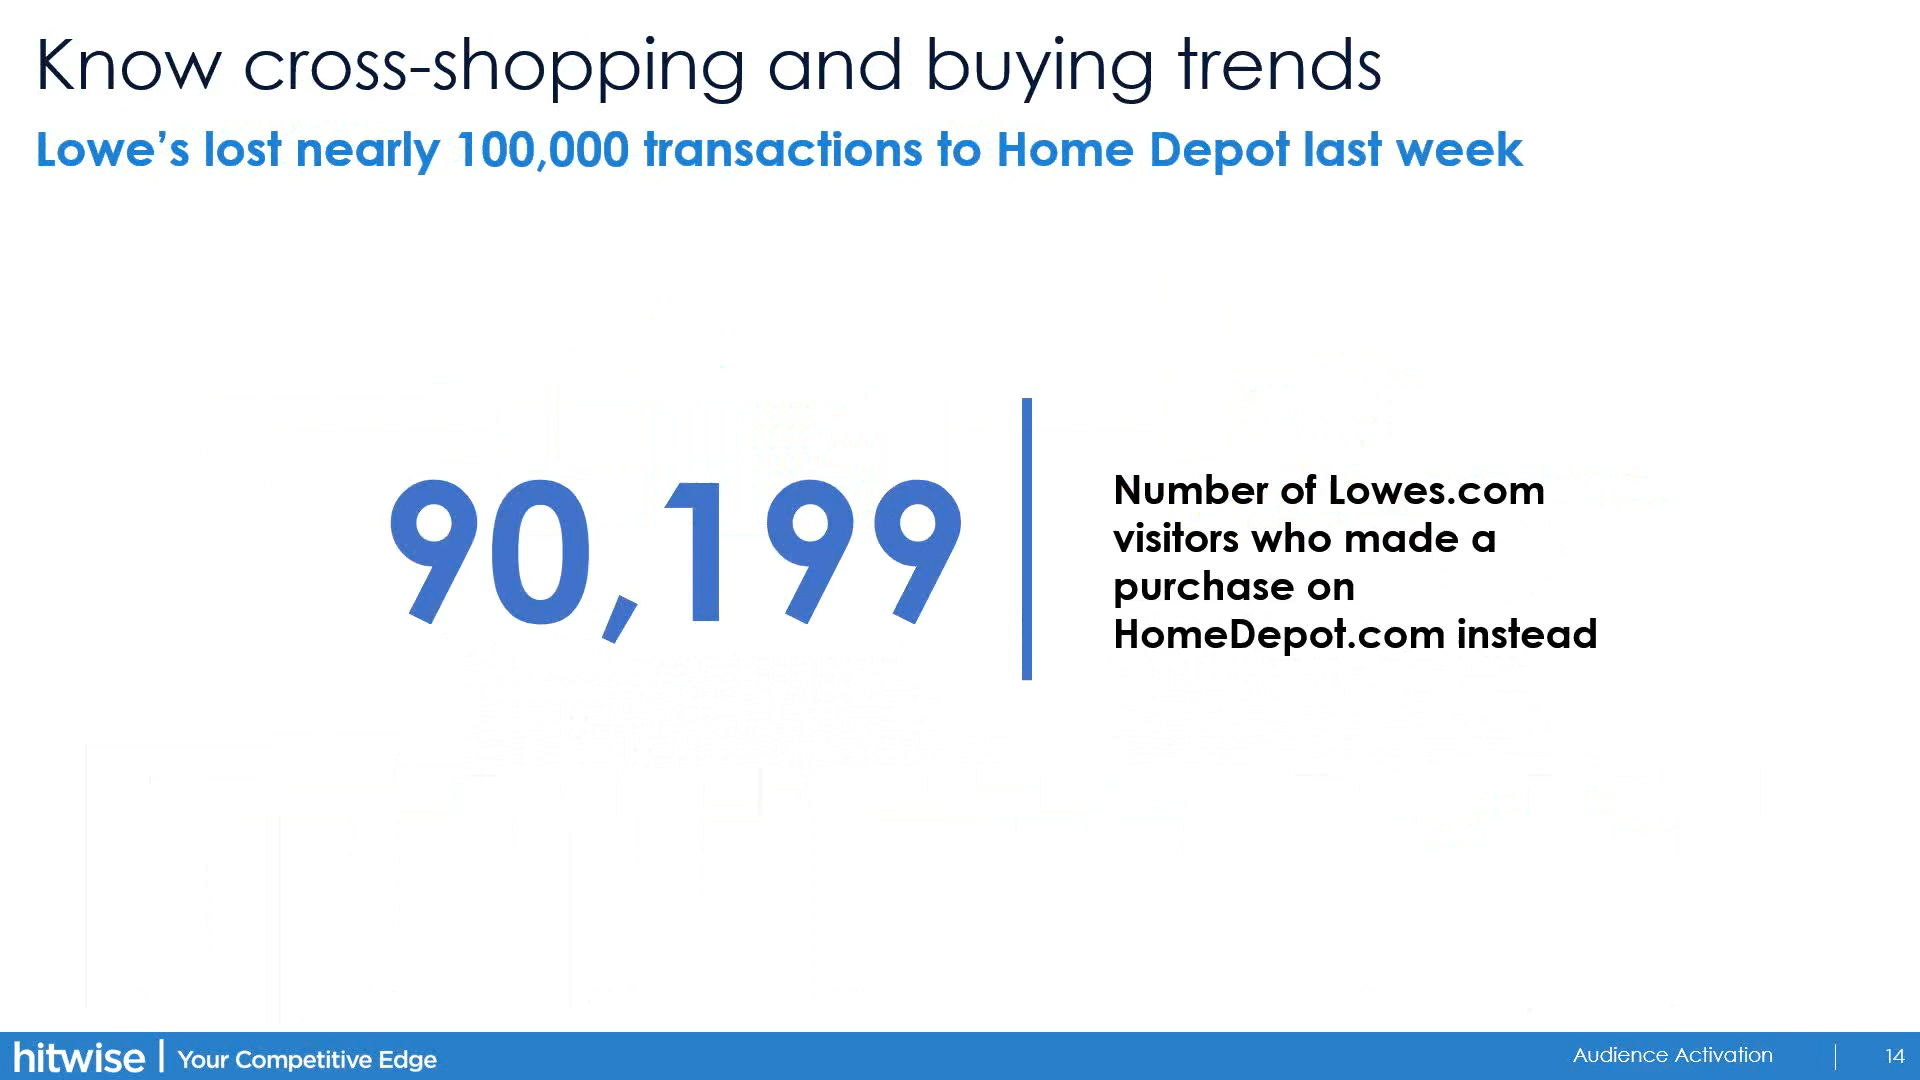 Know cross-shopping and buying trends
Lowe’s lost nearly 100,000 transactions to Home Depot last week
90,199
Number of Lowes.com
visitors who made a
purchase on
HomeDepot.com instead
hitwise | Your Competitive Edge
Audience Activation | 14